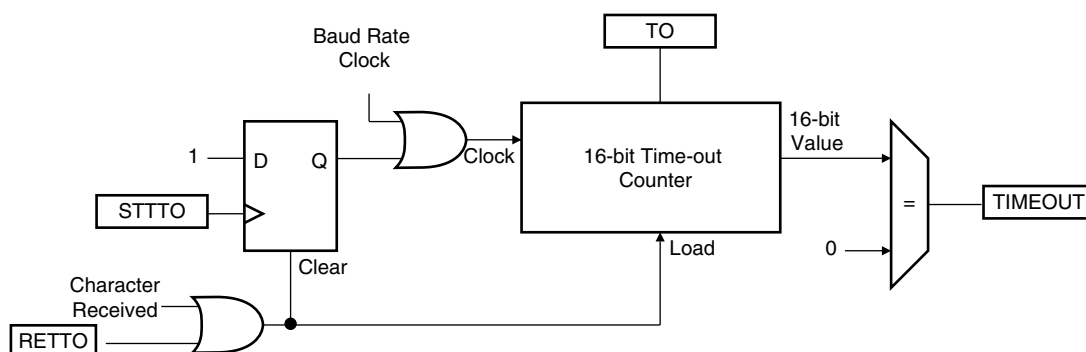 TO
Baud Rate
Clock
1
D
Q
Clock
16-bit Time-out
Counter
16-bit
Value
=
TIMEOUT
STTTO
Clear
Load
0
Character
Received
RETTO